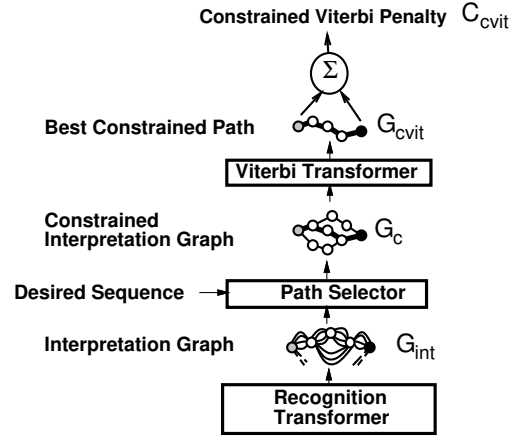 Constrained Viterbi Penalty C_cvit
Σ
Best Constrained Path G_cvit
Viterbi Transformer
Constrained
Interpretation Graph G_c
Desired Sequence Path Selector
Interpretation Graph G_int
Recognition
Transformer